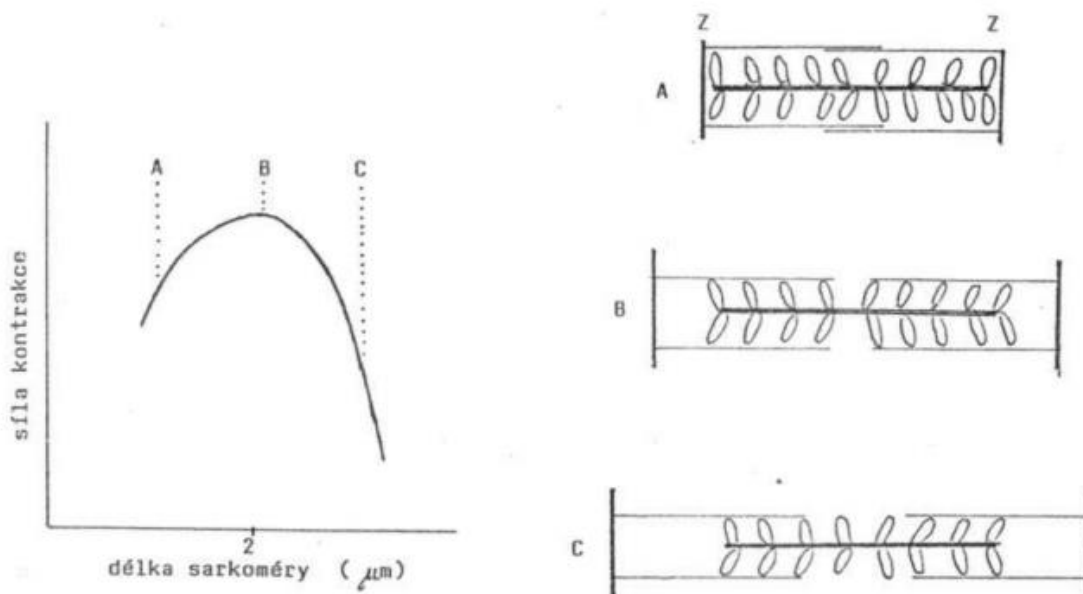 A B C
síla kontrakce
2
délka sarkoméry ( μm)
Z Z
A
B
C